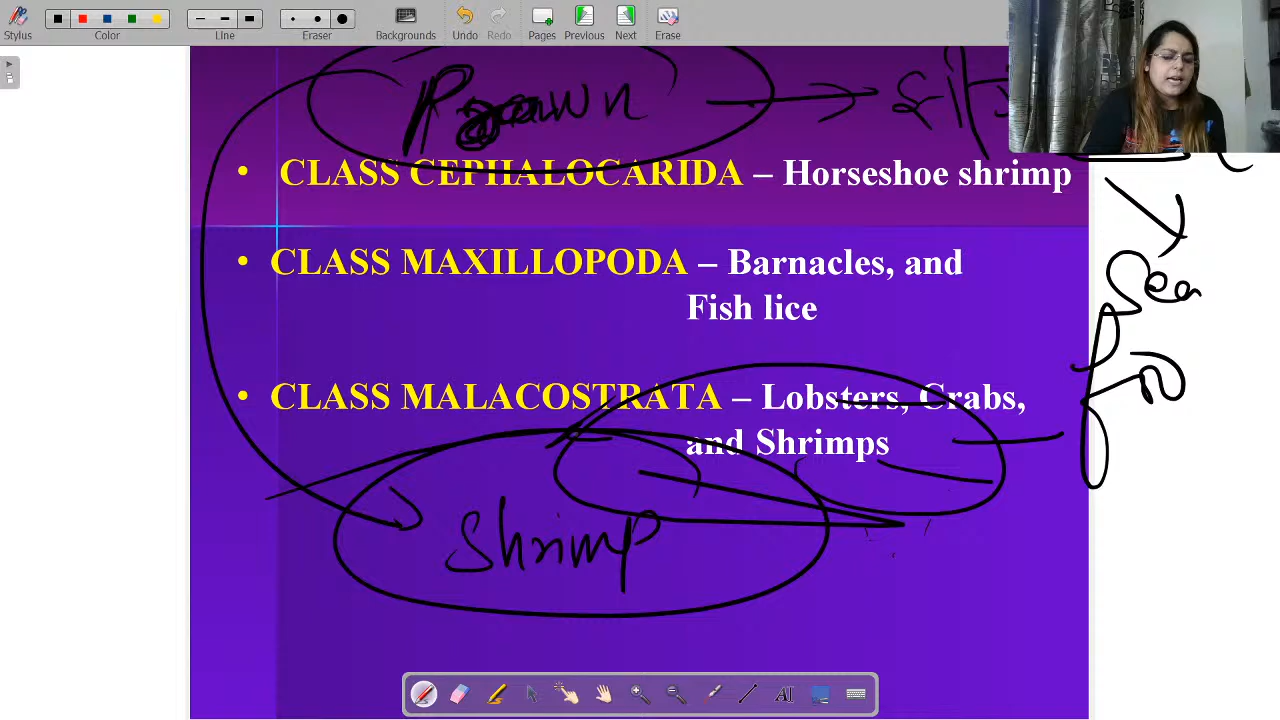 Stylus Color Line Eraser Backgrounds Undo Redo Pages Previous Next Erase
Prawn
• CLASS CEPHALOCARIDA – Horseshoe shrimp
• CLASS MAXILLOPODA – Barnacles, and
Fish lice
Sea
• CLASS MALACOSTRATA – Lobsters, Crabs,
and Shrimps
Shrimp